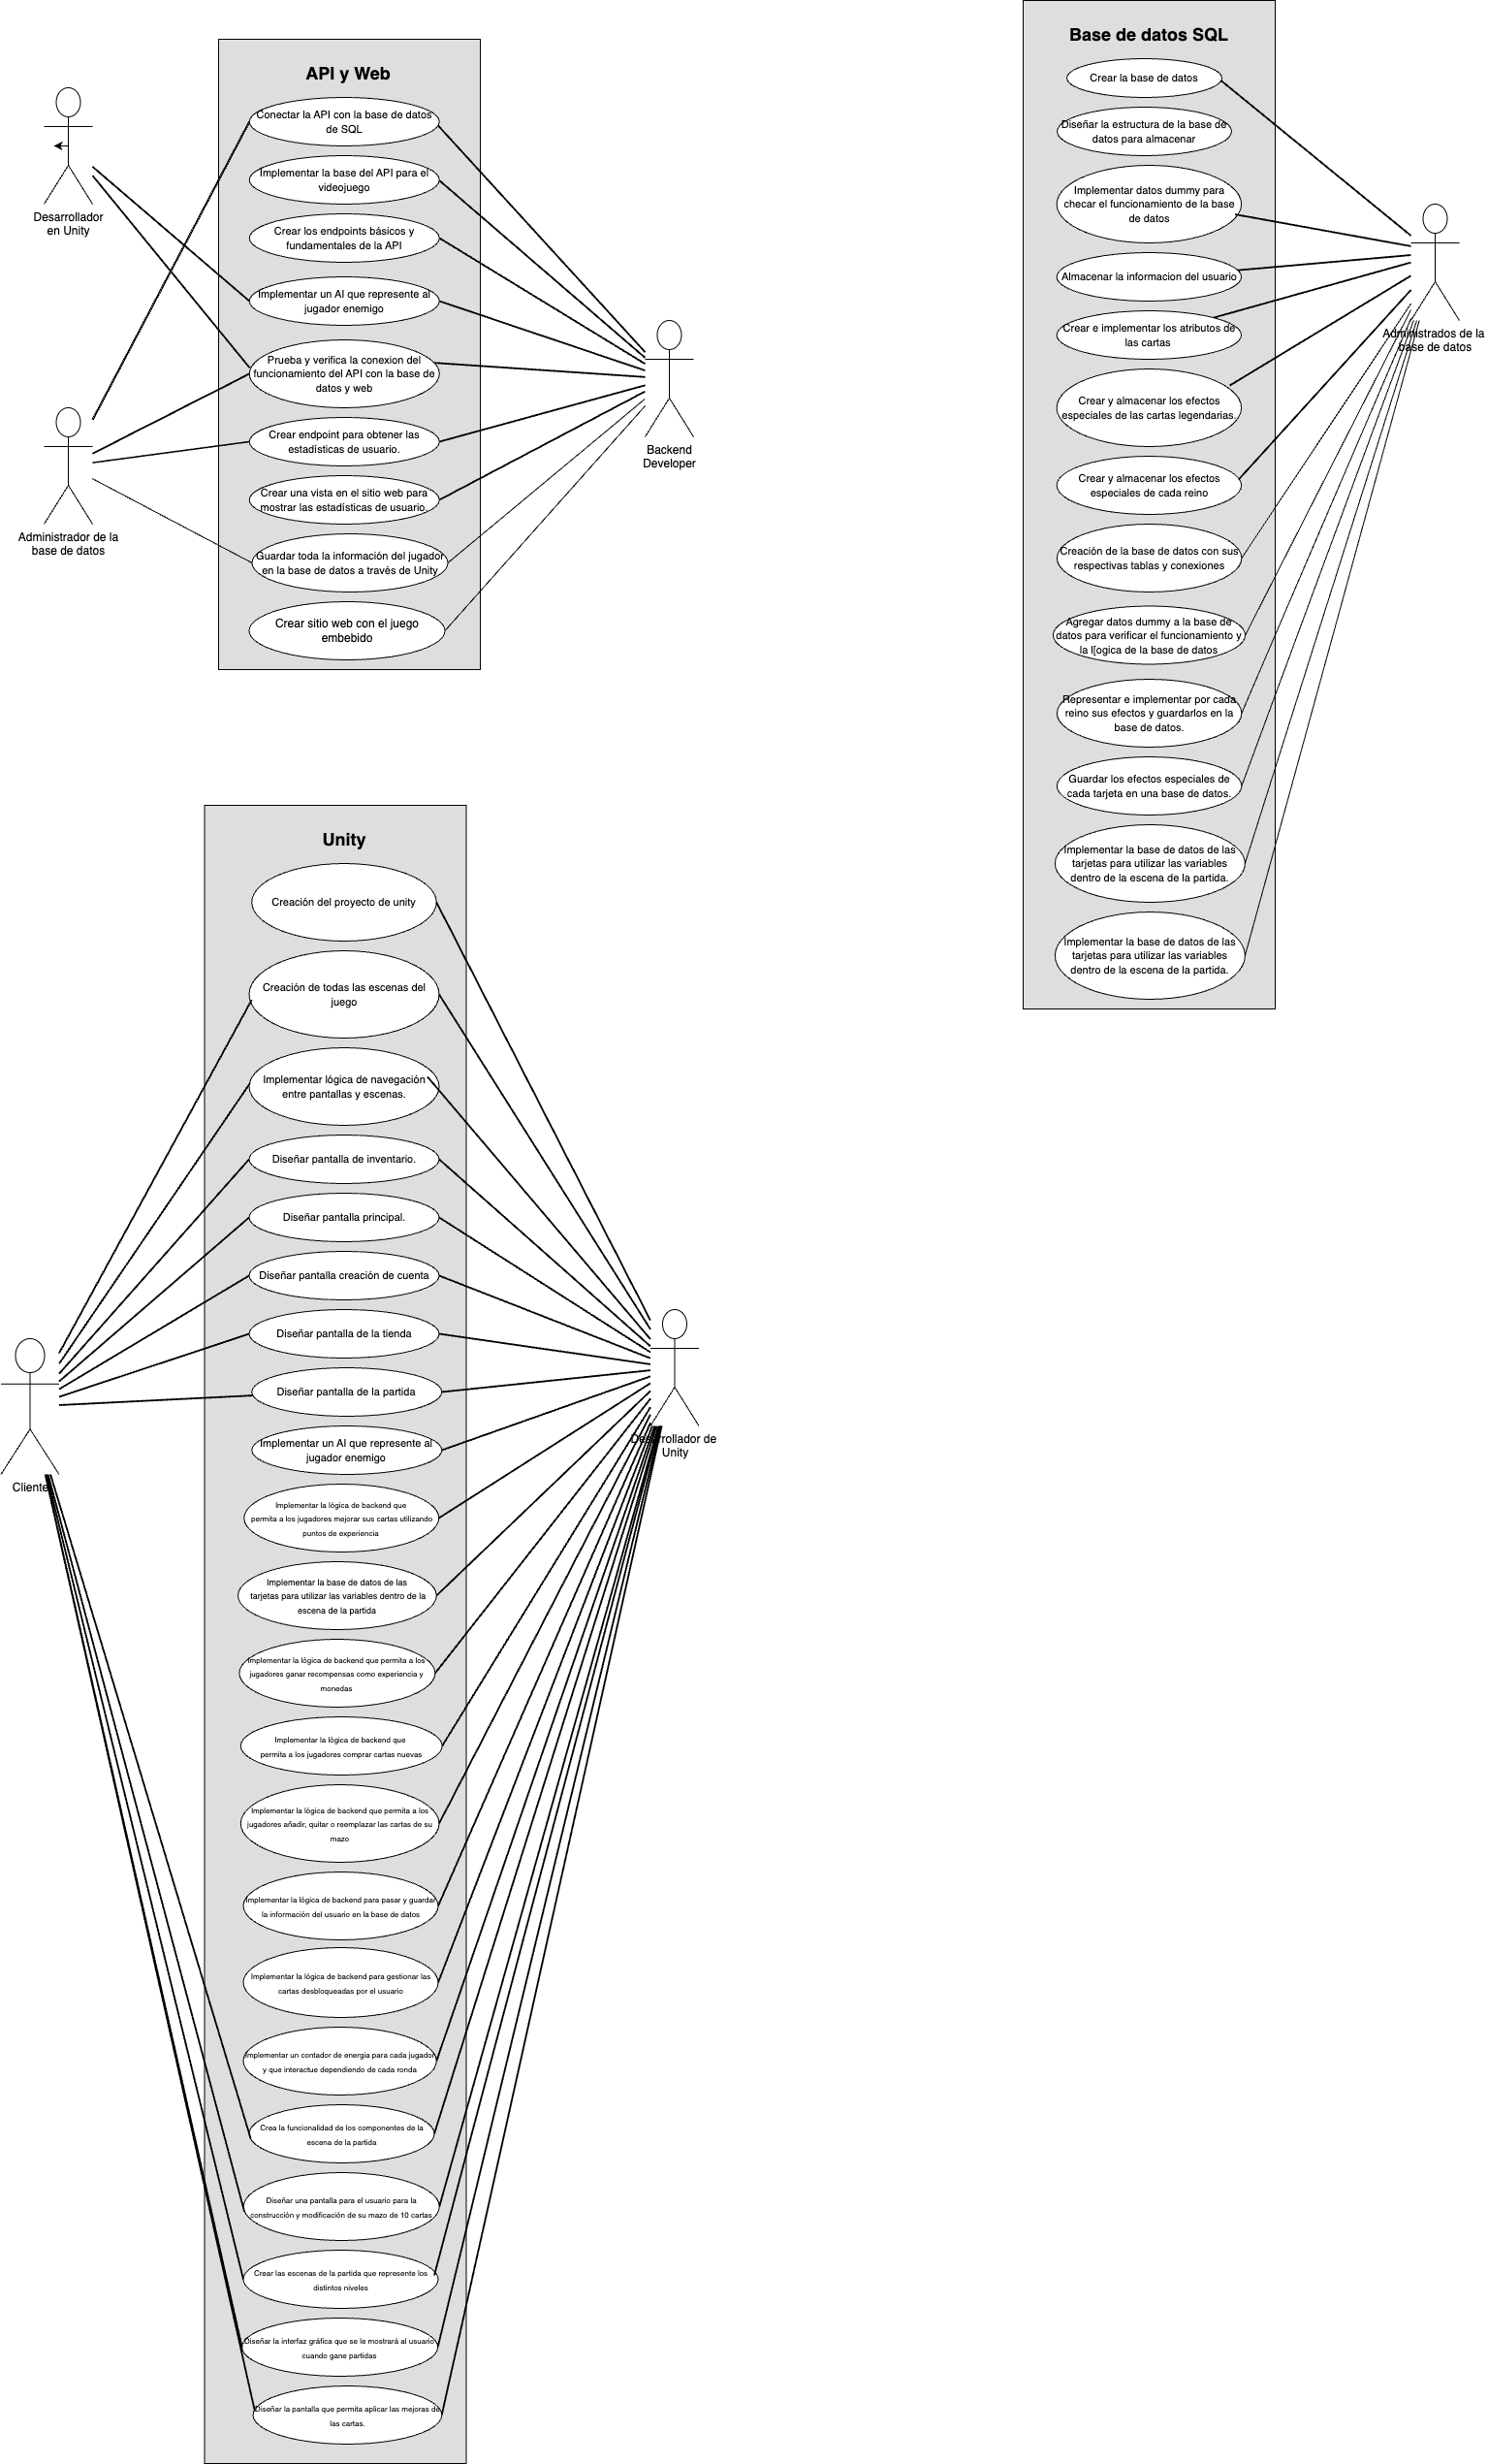 API y Web
Conectar la API con la base de datos
de SQL
Implementar la base del API para el
videojuego
Crear los endpoints básicos y
fundamentales de la API
Implementar un AI que represente al
jugador enemigo
Prueba y verifica la conexion del
funcionamiento del API con la base de
datos y web
Crear endpoint para obtener las
estadísticas de usuario.
Crear una vista en el sitio web para
mostrar las estadísticas de usuario.
Guardar toda la información del jugador
en la base de datos a través de Unity
Crear sitio web con el juego
embebido
Desarrollador
en Unity
Administrador de la
base de datos
Backend
Developer
Base de datos SQL
Crear la base de datos
Diseñar la estructura de la base de
datos para almacenar
Implementar datos dummy para
checar el funcionamiento de la base
de datos
Almacenar la informacion del usuario
Crear e implementar los atributos de
las cartas
Crear y almacenar los efectos
especiales de las cartas legendarias.
Crear y almacenar los efectos
especiales de cada reino
Creación de la base de datos con sus
respectivas tablas y conexiones
Agregar datos dummy a la base de
datos para verificar el funcionamiento y
la l[ogica de la base de datos
Representar e implementar por cada
reino sus efectos y guardarlos en la
base de datos.
Guardar los efectos especiales de
cada tarjeta en una base de datos.
Implementar la base de datos de las
tarjetas para utilizar las variables
dentro de la escena de la partida.
Implementar la base de datos de las
tarjetas para utilizar las variables
dentro de la escena de la partida.
Administrados de la
base de datos
Unity
Creación del proyecto de unity
Creación de todas las escenas del
juego
Implementar lógica de navegación
entre pantallas y escenas.
Diseñar pantalla de inventario.
Diseñar pantalla principal.
Diseñar pantalla creación de cuenta
Diseñar pantalla de la tienda
Diseñar pantalla de la partida
Implementar un AI que represente al
jugador enemigo
Implementar la lógica de backend que
permita a los jugadores mejorar sus cartas utilizando
puntos de experiencia
Implementar la base de datos de las
tarjetas para utilizar las variables dentro de la
escena de la partida
Implementar la lógica de backend que permita a los
jugadores ganar recompensas como experiencia y
monedas
Implementar la lógica de backend que
permita a los jugadores comprar cartas nuevas
Implementar la lógica de backend que permita a los
jugadores añadir, quitar o reemplazar las cartas de su
mazo
Implementar la lógica de backend para pasar y guardar
la información del usuario en la base de datos
Implementar la lógica de backend para gestionar las
cartas desbloqueadas por el usuario
Implementar un contador de energia para cada jugador
y que interactue dependiendo de cada ronda
Crea la funcionalidad de los componentes de la
escena de la partida
Diseñar una pantalla para el usuario para la
construcción y modificación de su mazo de 10 cartas
Crear las escenas de la partida que represente los
distintos niveles
Diseñar la interfaz gráfica que se le mostrará al usuario
cuando gane partidas
Diseñar la pantalla que permita aplicar las mejoras de
las cartas.
Cliente
Desarrollador de
Unity